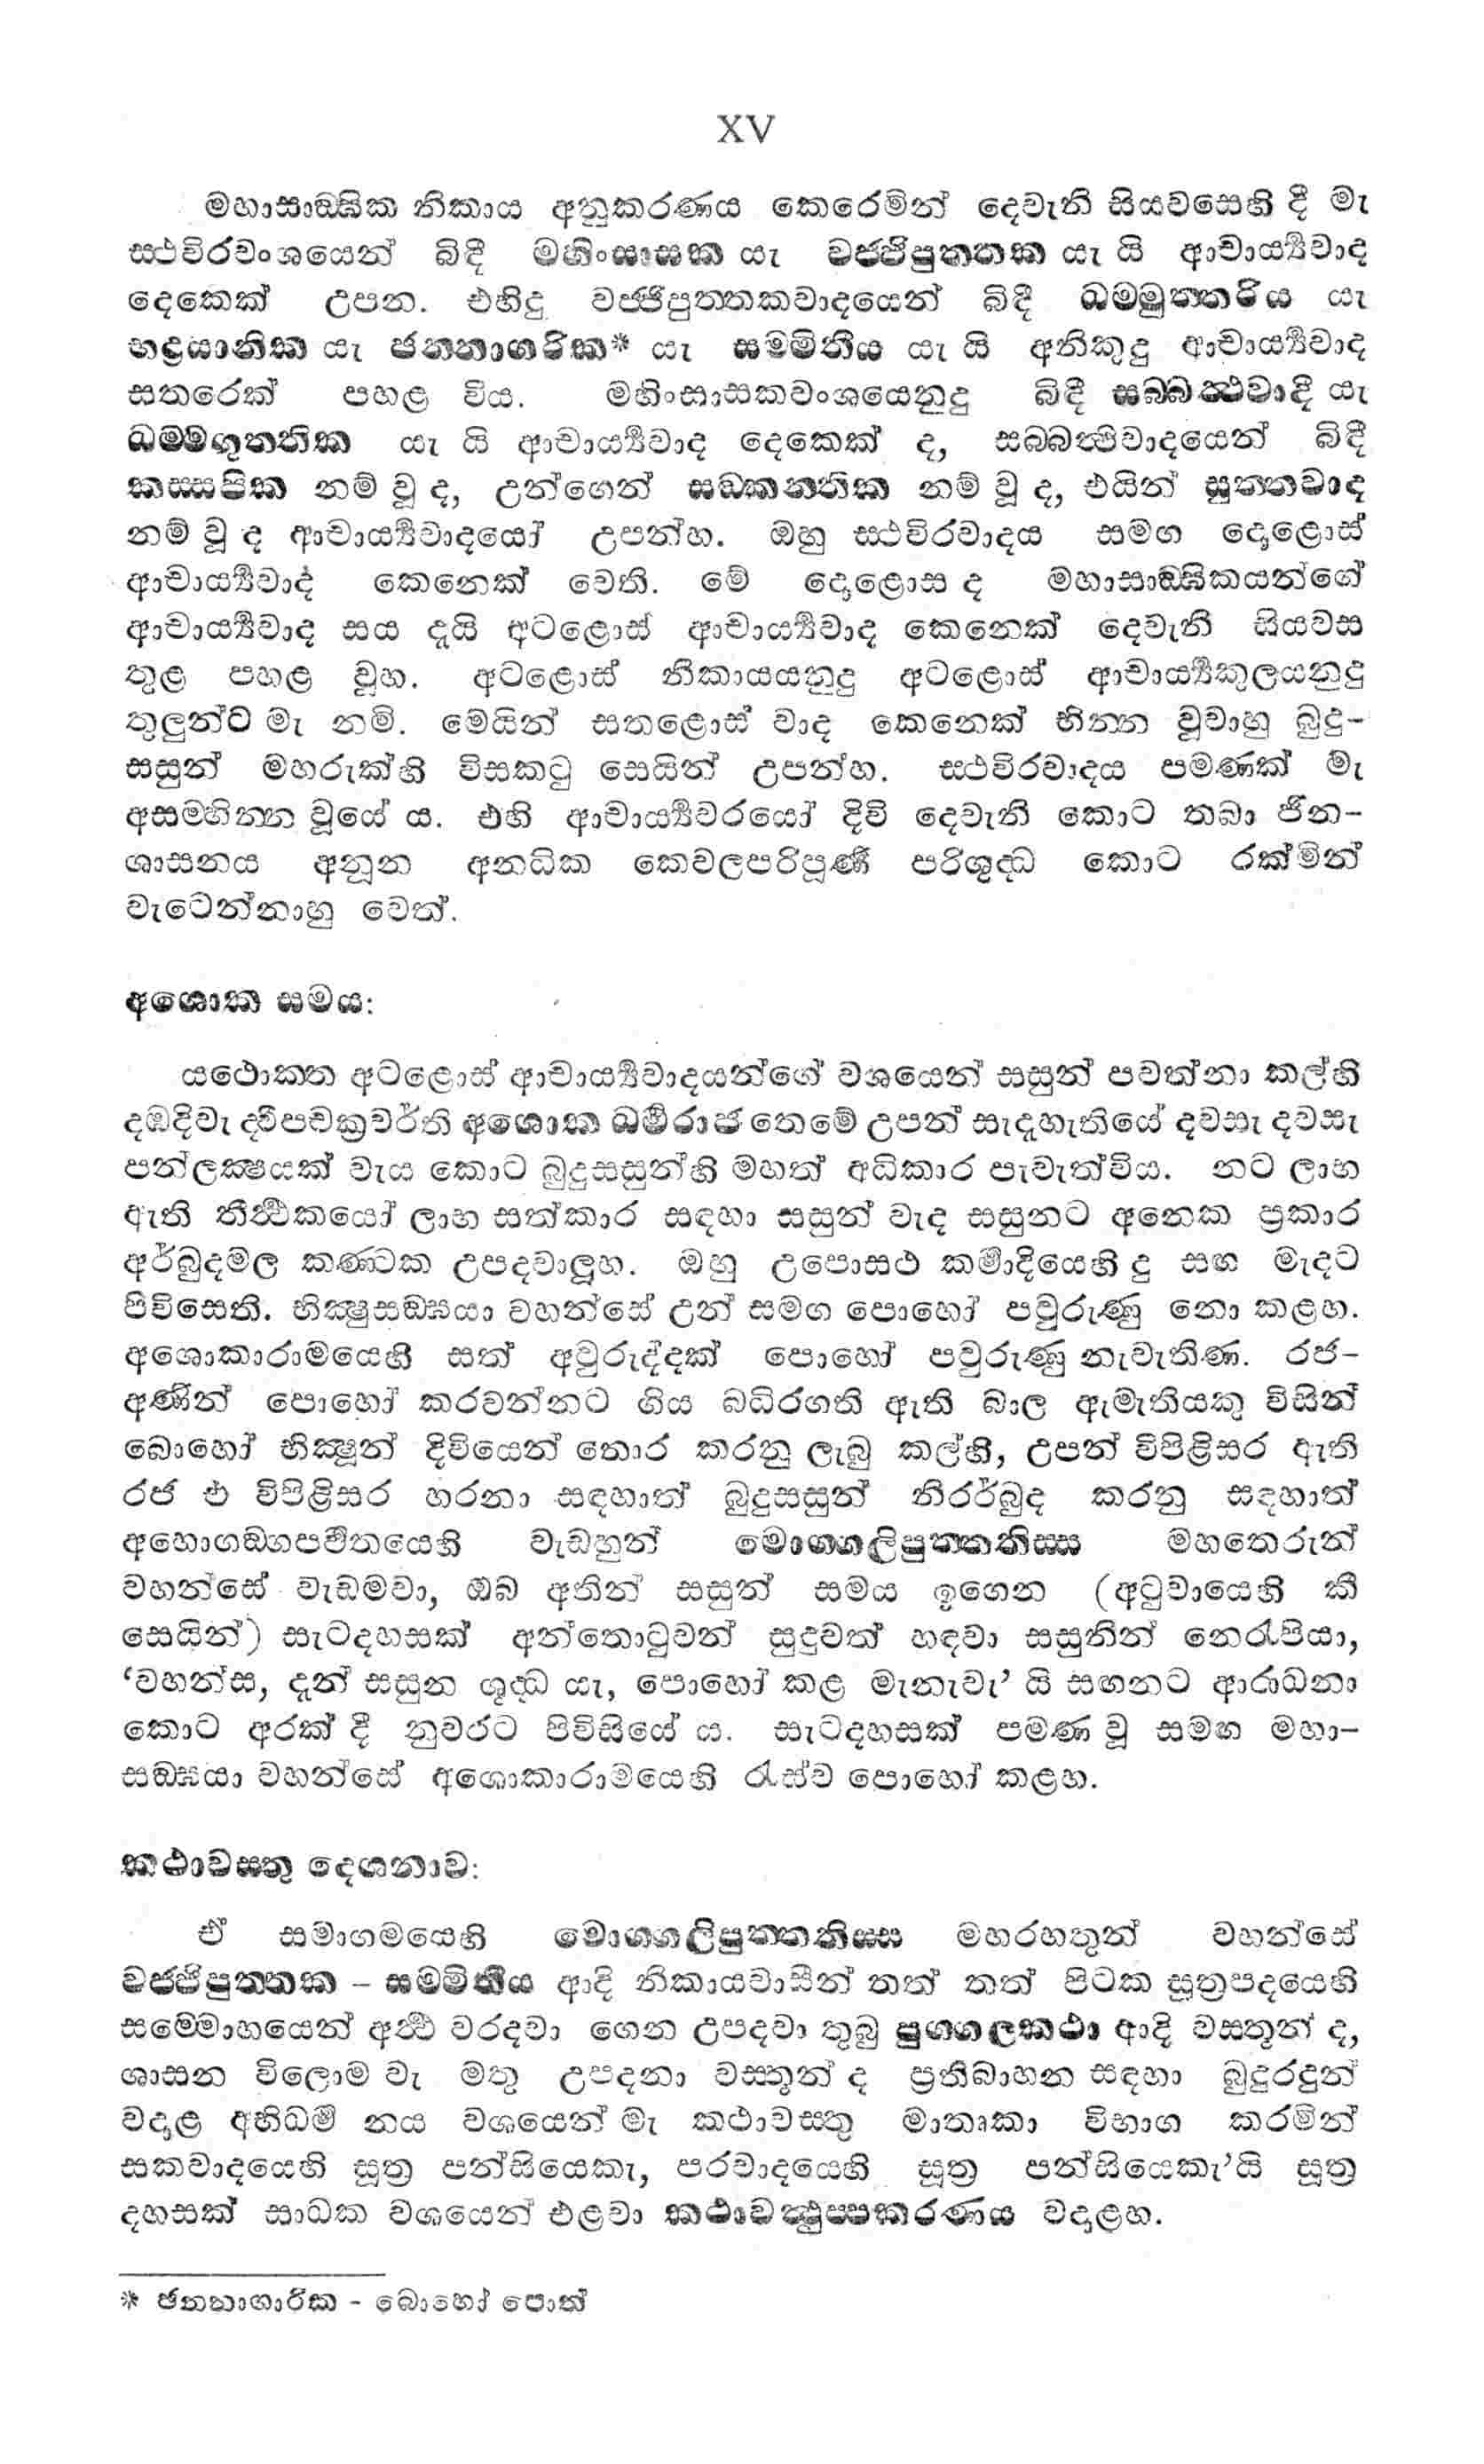 XV
මහාසාඞ්ඝික නිකාය අනුකරණය කෙරෙමින් දෙවැනි සියවසෙහි දී මැ
ස්ථවිරවංශයෙන් බිඳී මහිංසාසක යැ වජ්ජිපුත්තක යැ යි ආචාර්‍ය්‍යවාද
දෙකෙක් උපන. එහිදු වජ්ජිපුත්තකවාදයෙන් බිඳී ධම්මුත්තරිය යැ
භද්‍රයානික යැ ඡන්නාගරික* යැ සම්මිතීය යැ යි අනිකුදු ආචාර්‍ය්‍යවාද
සතරෙක් පහළ විය. මහිංසාසකවංශයෙනුදු බිඳී සබ්බත්‍ථවාදී යැ
ධම්මගුත්තික යැ යි ආචාර්‍ය්‍යවාද දෙකෙක් ද, සබ්බත්‍ථිවාදයෙන් බිඳී
කස්සපික නම් වූ ද, උන්ගෙන් සඞ්කන්තික නම් වූ ද, එයින් සුත්තවාද
නම් වූ ද ආචාර්‍ය්‍යවාදයෝ උපන්හ. ඔහු ස්ථවිරවාදය සමග දෙළොස්
ආචාර්‍ය්‍යවාද කෙනෙක් වෙති. මේ දෙළොස ද මහාසාඞ්ඝිකයන්ගේ
ආචාර්‍ය්‍යවාද සය දැයි අටළොස් ආචාර්‍ය්‍යවාද කෙනෙක් දෙවැනි සියවස
තුළ පහළ වූහ. අටළොස් නිකායයනුදු අටළොස් ආචාර්‍ය්‍යකුලයනුදු
තුලුන්ට මැ නමි. මෙයින් සතළොස් වාද කෙනෙක් භින්න වූවාහු බුදු-
සසුන් මහරුක්හි විසකටු සෙයින් උපන්හ. ස්ථවිරවාදය පමණක් මැ
අසම්භින්න වූයේ ය. එහි ආචාර්‍ය්‍යවරයෝ දිවි දෙවැනි කොට තබා ජින-
ශාසනය අනූන අනධික කෙවලපරිපූර්‍ණ පරිශුද්ධ කොට රක්මින්
වැටෙන්නාහු වෙත්.
අශොක සමය:
යථොක්ත අටළොස් ආචාර්‍ය්‍යවාදයන්ගේ වශයෙන් සසුන් පවත්නා කල්හි
දඹදිවැ ද්වීපචක්‍රවර්ති අශොක ධර්‍මරාජ තෙමේ උපන් සැදැහැතියේ දවසැ දවසැ
පන්ලක්‍ෂයක් වැය කොට බුදුසසුන්හි මහත් අධිකාර පැවැත්විය. නට ලාභ
ඇති තීර්‍ත්‍ථකයෝ ලාභ සත්කාර සඳහා සසුන් වැද සසුනට අනෙක ප්‍රකාර
අර්බුදමල කණ්ටක උපදවාලූහ. ඔහු උපොසථ කර්‍මාදියෙහි දු සඟ මැදට
පිවිසෙති. භික්‍ෂුසඞ්ඝයා වහන්සේ උන් සමග පොහෝ පවුරුණු නො කළහ.
අශොකාරාමයෙහි සත් අවුරුද්දක් පොහෝ පවුරුණු නැවැතිණ. රජ-
අණින් පොහෝ කරවන්නට ගිය බධිරගති ඇති බාල ඇමැතියකු විසින්
බොහෝ භික්‍ෂූන් දිවියෙන් තොර කරනු ලැබූ කල්හි, උපන් විපිළිසර ඇති
රජ එ විපිළිසර හරනා සඳහාත් බුදුසසුන් නිරර්බුද කරනු සඳහාත්
අහොගඞ්ගපර්‍වතයෙහි වැඩහුන් මොග්ගලිපුත්තතිස්ස මහතෙරුන්
වහන්සේ වැඩමවා, ඔබ අතින් සසුන් සමය ඉගෙන (අටුවායෙහි කී
සෙයින්) සැටදහසක් අන්තොටුවන් සුදුවත් හඳවා සසුනින් නෙරැපියා,
‘වහන්ස, දැන් සසුන ශුද්ධ යැ, පොහෝ කළ මැනැවැ’ යි සඟනට ආරාධනා
කොට අරක් දී නුවරට පිවිසියේ ය. සැටදහසක් පමණ වූ සමඟ මහා-
සඞ්ඝයා වහන්සේ අශොකාරාමයෙහි රැස්ව පොහෝ කළහ.
කථාවස්තු දෙශනාව:
ඒ සමාගමයෙහි මොග්ගලිපුත්තතිස්ස මහරහතුන් වහන්සේ
වජ්ජිපුත්තක – සම්මිතීය ආදි නිකායවාසීන් තත් තත් පිටක සූත්‍රපදයෙහි
සම්මොහයෙන් අර්‍ත්‍ථ වරදවා ගෙන උපදවා තුබූ පුග්ගලකථා ආදි වස්තූන් ද,
ශාසන විලොම වැ මතු උපදනා වස්තූන් ද ප්‍රතිබාහන සඳහා බුදුරදුන්
වදාළ අභිධර්‍ම නය වශයෙන් මැ කථාවස්තු මාතෘකා විභාග කරමින්
සකවාදයෙහි සූත්‍ර පන්සියෙකැ, පරවාදයෙහි සූත්‍ර පන්සියෙකැ’යි සූත්‍ර
දහසක් සාධක වශයෙන් එළවා කථාවත්‍ථුප්පකරණය වදාළහ.
* ඡන්නාගාරික - බොහෝ පොත්